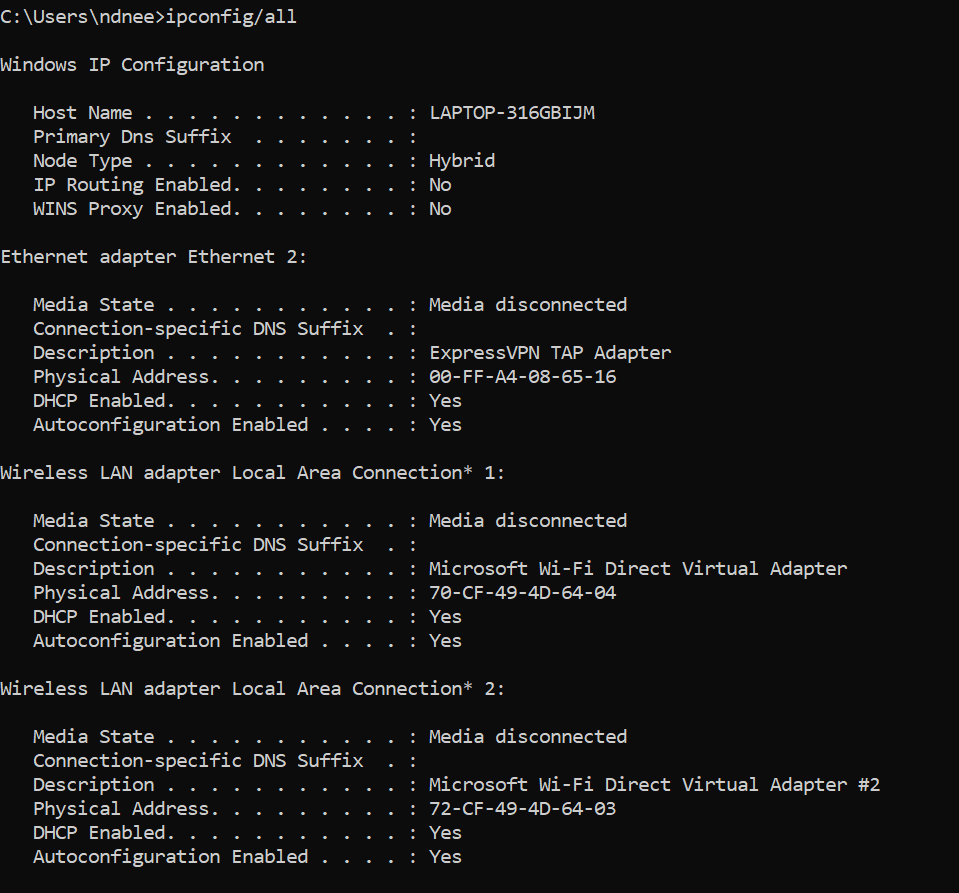 C:\Users\ndnee>ipconfig/all
Windows IP Configuration
Host Name . . . . . . . . . . . . : LAPTOP-316GBIJM
Primary Dns Suffix  . . . . . . . :
Node Type . . . . . . . . . . . . : Hybrid
IP Routing Enabled. . . . . . . . : No
WINS Proxy Enabled. . . . . . . . : No
Ethernet adapter Ethernet 2:
Media State . . . . . . . . . . . : Media disconnected
Connection-specific DNS Suffix  . :
Description . . . . . . . . . . . : ExpressVPN TAP Adapter
Physical Address. . . . . . . . . : 00-FF-A4-08-65-16
DHCP Enabled. . . . . . . . . . . : Yes
Autoconfiguration Enabled . . . . : Yes
Wireless LAN adapter Local Area Connection* 1:
Media State . . . . . . . . . . . : Media disconnected
Connection-specific DNS Suffix  . :
Description . . . . . . . . . . . : Microsoft Wi-Fi Direct Virtual Adapter
Physical Address. . . . . . . . . : 70-CF-49-4D-64-04
DHCP Enabled. . . . . . . . . . . : Yes
Autoconfiguration Enabled . . . . : Yes
Wireless LAN adapter Local Area Connection* 2:
Media State . . . . . . . . . . . : Media disconnected
Connection-specific DNS Suffix  . :
Description . . . . . . . . . . . : Microsoft Wi-Fi Direct Virtual Adapter #2
Physical Address. . . . . . . . . : 72-CF-49-4D-64-03
DHCP Enabled. . . . . . . . . . . : Yes
Autoconfiguration Enabled . . . . : Yes